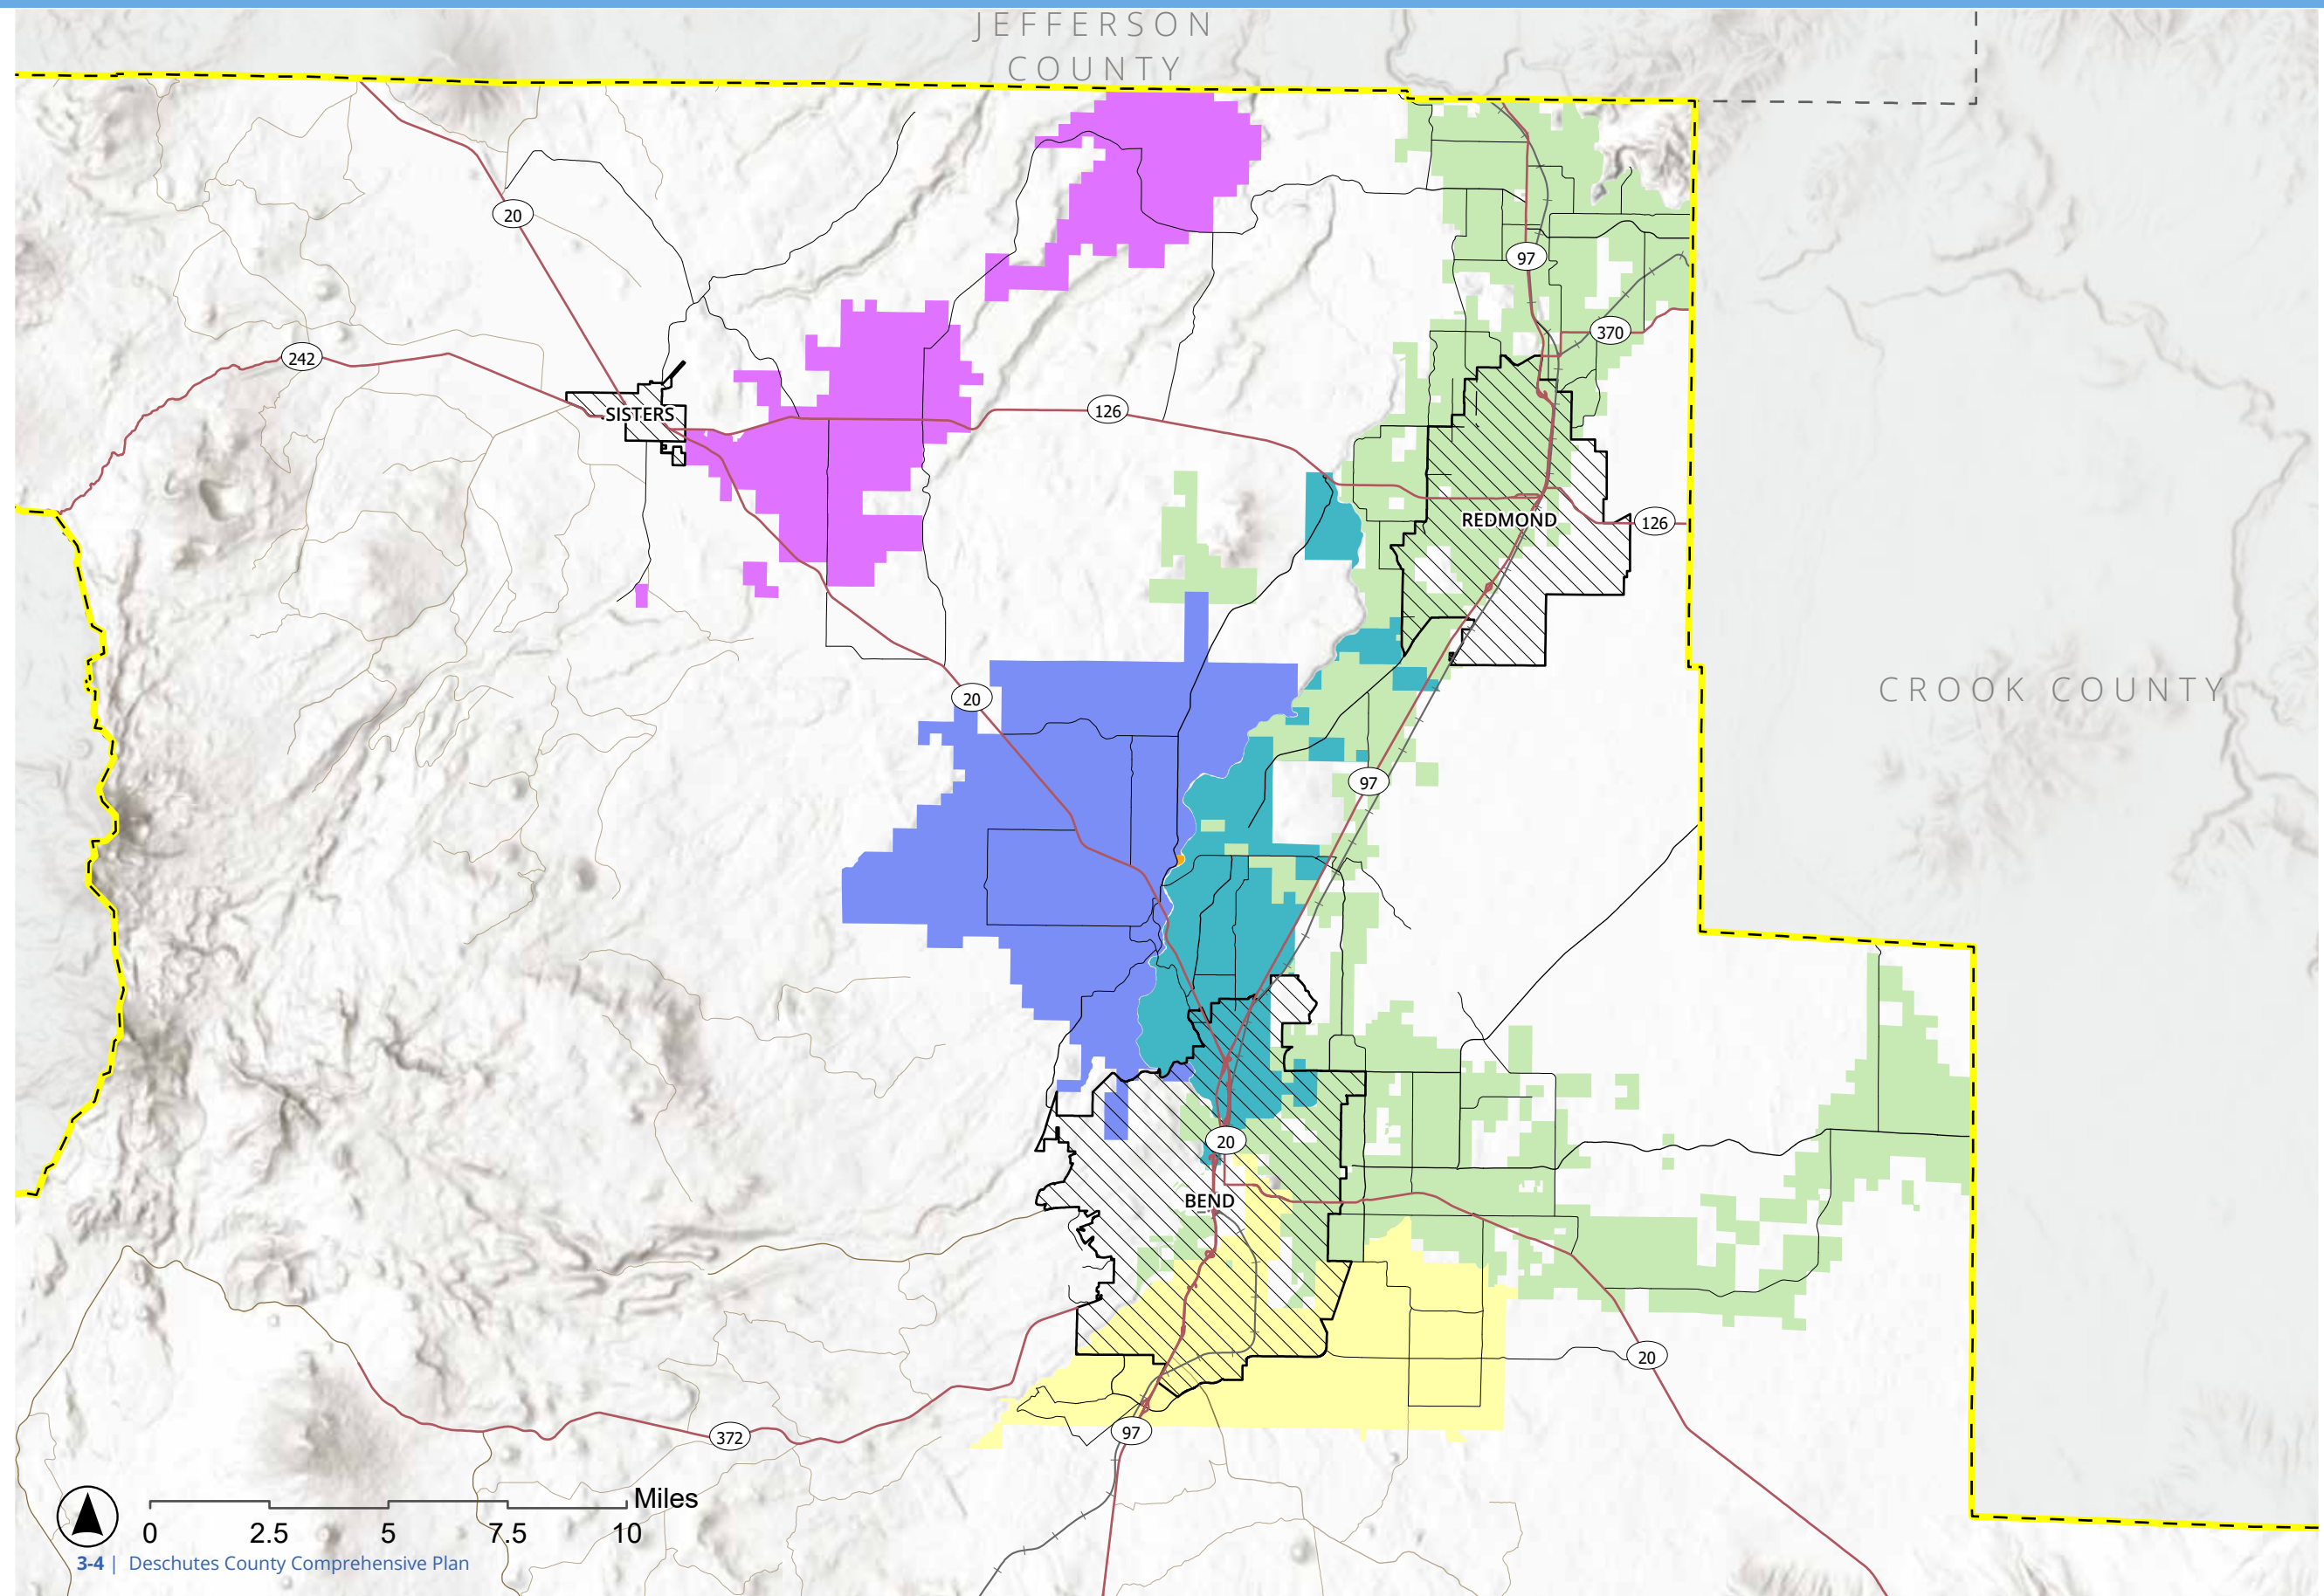 JEFFERSON
COUNTY
20
97
370
242
SISTERS
126
REDMOND
126
CROOK COUNTY
20
97
20
BEND
20
97
372
Miles
0 2.5 5 7.5 10
3-4 | Deschutes County Comprehensive Plan